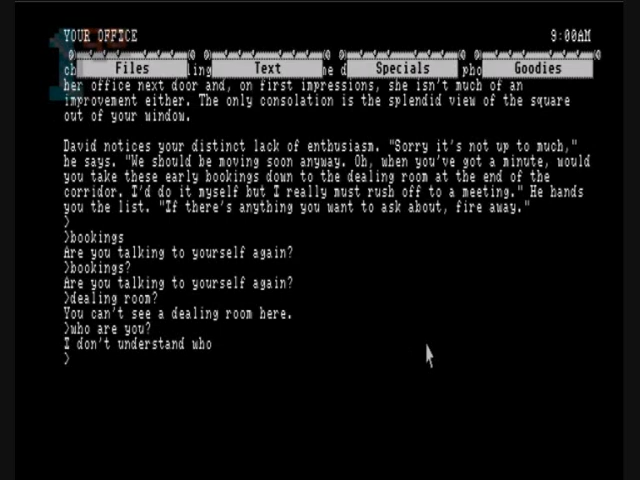 YOUR OFFICE 9:00AM
Files Text Specials Goodies
ch ling me d pho
her office next door and, on first impressions, she isn't much of an
improvement either. The only consolation is the splendid view of the square
out of your window.
David notices your distinct lack of enthusiasm. "Sorry it's not up to much,"
he says. "We should be moving soon anyway. Oh, when you've got a minute, would
you take these early bookings down to the dealing room at the end of the
corridor. I'd do it myself but I really must rush off to a meeting." He hands
you the list. "If there's anything you want to ask about, fire away."
>
>bookings
Are you talking to yourself again?
>bookings?
Are you talking to yourself again?
>dealing room?
You can't see a dealing room here.
>who are you?
I don't understand who
>